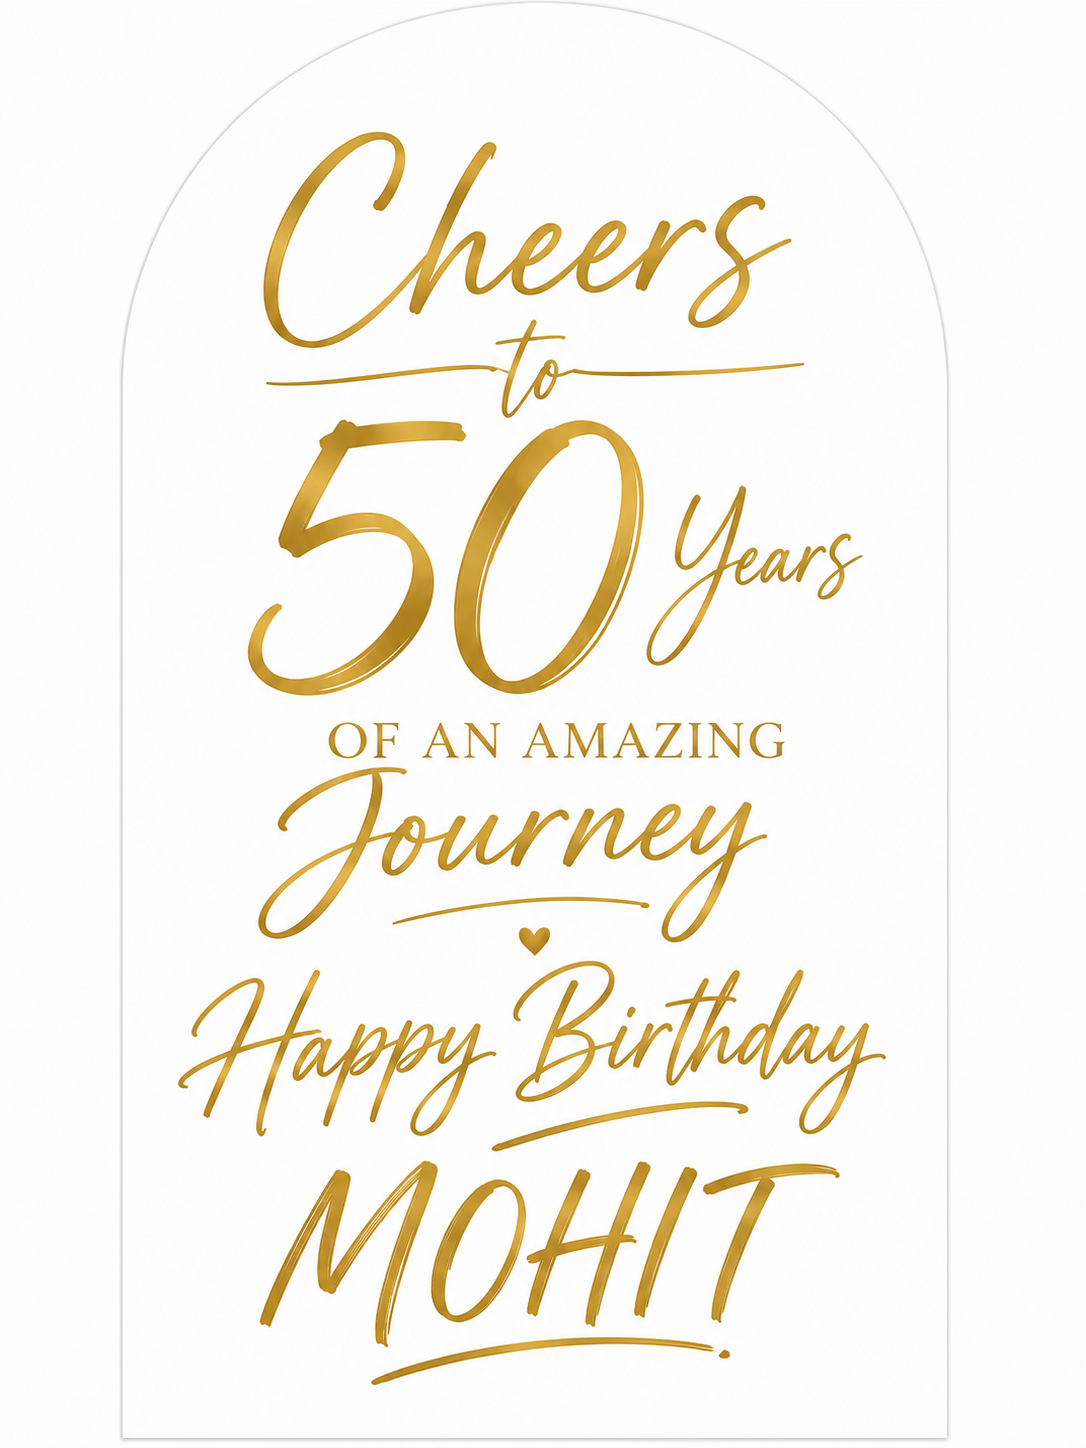 Cheers
to
50 Years
OF AN AMAZING
Journey
Happy Birthday
MOHIT